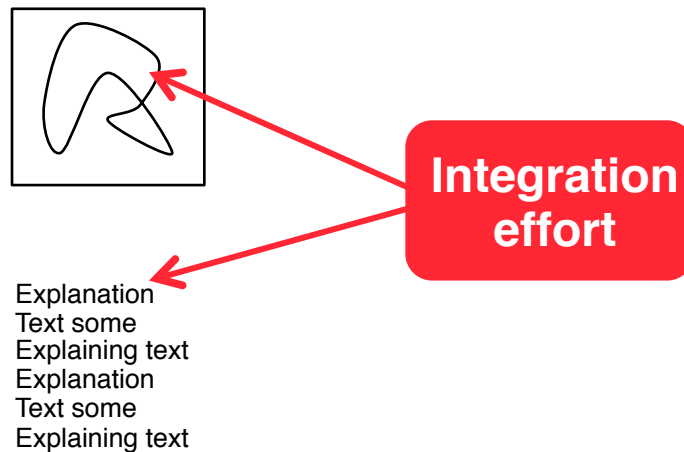 Integration
effort
Explanation
Text some
Explaining text
Explanation
Text some
Explaining text